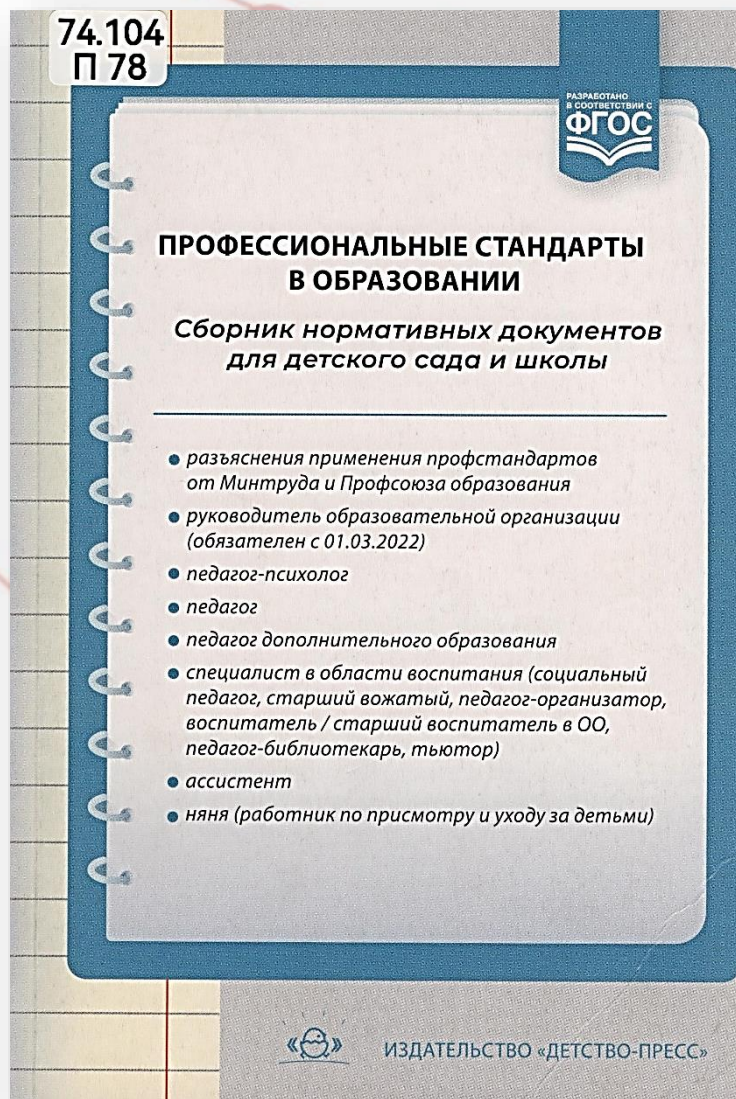 74.104
П 78
РАЗРАБОТАНО
В СООТВЕТСТВИИ С
ФГОС
ПРОФЕССИОНАЛЬНЫЕ СТАНДАРТЫ
В ОБРАЗОВАНИИ
Сборник нормативных документов
для детского сада и школы
• разъяснения применения профстандартов
от Минтруда и Профсоюза образования
• руководитель образовательной организации
(обязателен с 01.03.2022)
• педагог-психолог
• педагог
• педагог дополнительного образования
• специалист в области воспитания (социальный
педагог, старший вожатый, педагог-организатор,
воспитатель / старший воспитатель в ОО,
педагог-библиотекарь, тьютор)
• ассистент
• няня (работник по присмотру и уходу за детьми)
ИЗДАТЕЛЬСТВО «ДЕТСТВО-ПРЕСС»